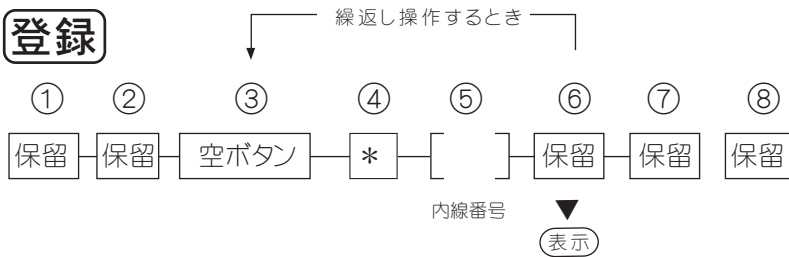 繰返し操作するとき
登録
① ② ③ ④ ⑤ ⑥ ⑦ ⑧
保留 保留 空ボタン * 保留 保留 保留
内線番号
表示